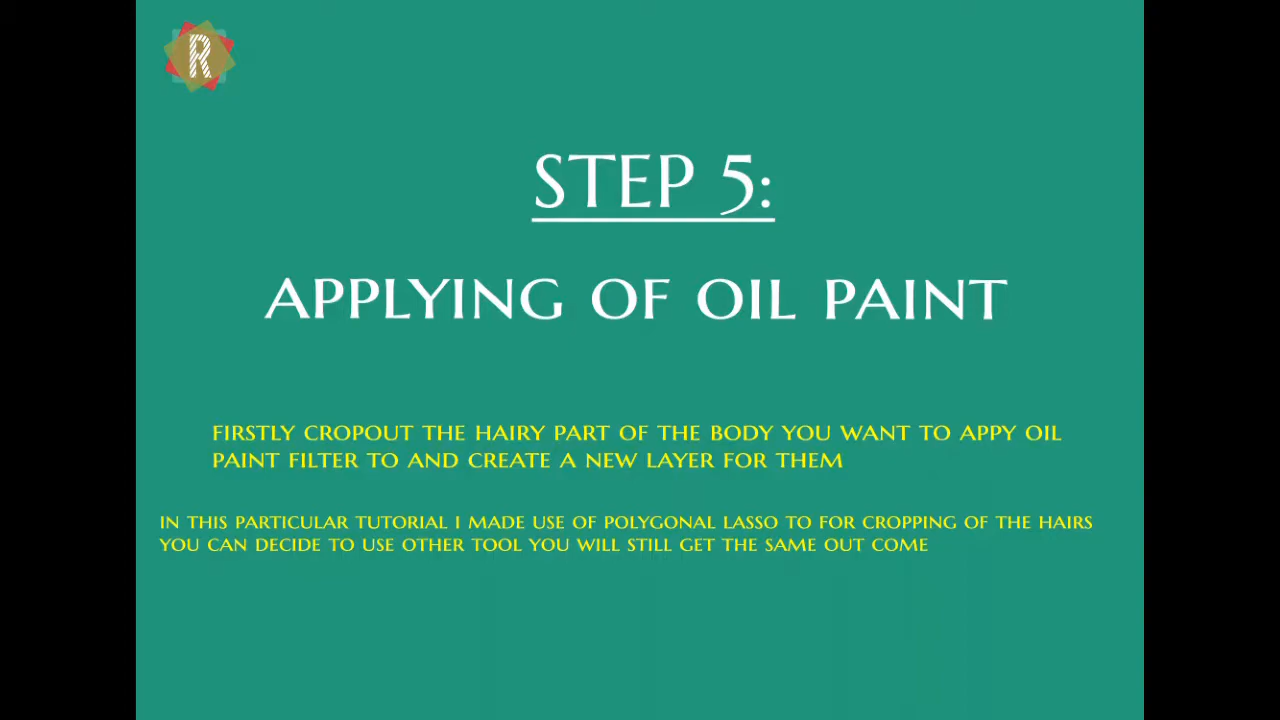 R
STEP 5:
APPLYING OF OIL PAINT
FIRSTLY CROPOUT THE HAIRY PART OF THE BODY YOU WANT TO APPY OIL
PAINT FILTER TO AND CREATE A NEW LAYER FOR THEM
IN THIS PARTICULAR TUTORIAL I MADE USE OF POLYGONAL LASSO TO FOR CROPPING OF THE HAIRS
YOU CAN DECIDE TO USE OTHER TOOL YOU WILL STILL GET THE SAME OUT COME